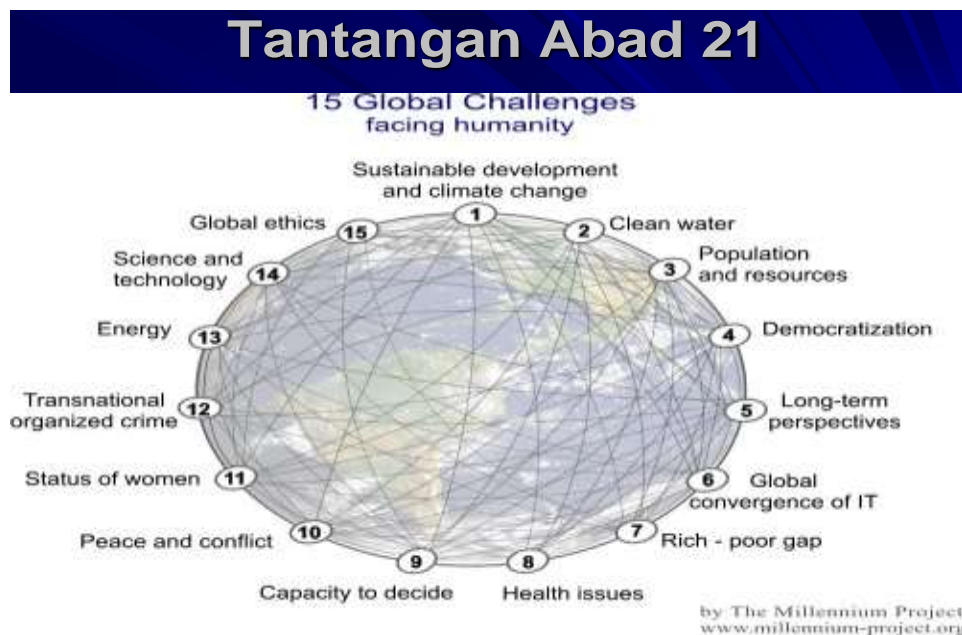 Tantangan Abad 21
15 Global Challenges
facing humanity
Sustainable development
and climate change
1
2 Clean water
3 Population
and resources
4 Democratization
5 Long-term
perspectives
6 Global
convergence of IT
7 Rich - poor gap
8
Health issues
9
Capacity to decide
10
Peace and conflict
11
Status of women
12
Transnational
organized crime
13
Energy
14
Science and
technology
15
Global ethics
by The Millennium Project
www.millennium-project.org